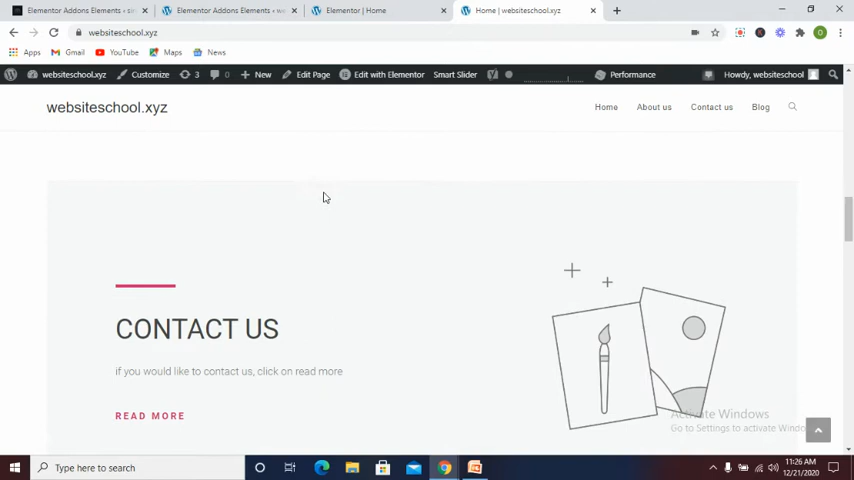 Elementor Addons Elements ‹ sim
Elementor Addons Elements ‹ we
Elementor | Home
Home | websiteschool.xyz
websiteschool.xyz
Apps
Gmail
YouTube
Maps
News
websiteschool.xyz
Customize
3
0
New
Edit Page
Edit with Elementor
Smart Slider
Performance
Howdy, websiteschool
websiteschool.xyz
Home
About us
Contact us
Blog
CONTACT US
if you would like to contact us, click on read more
READ MORE
Activate Windows
Go to Settings to activate Windo
Type here to search
11:26 AM
12/21/2020